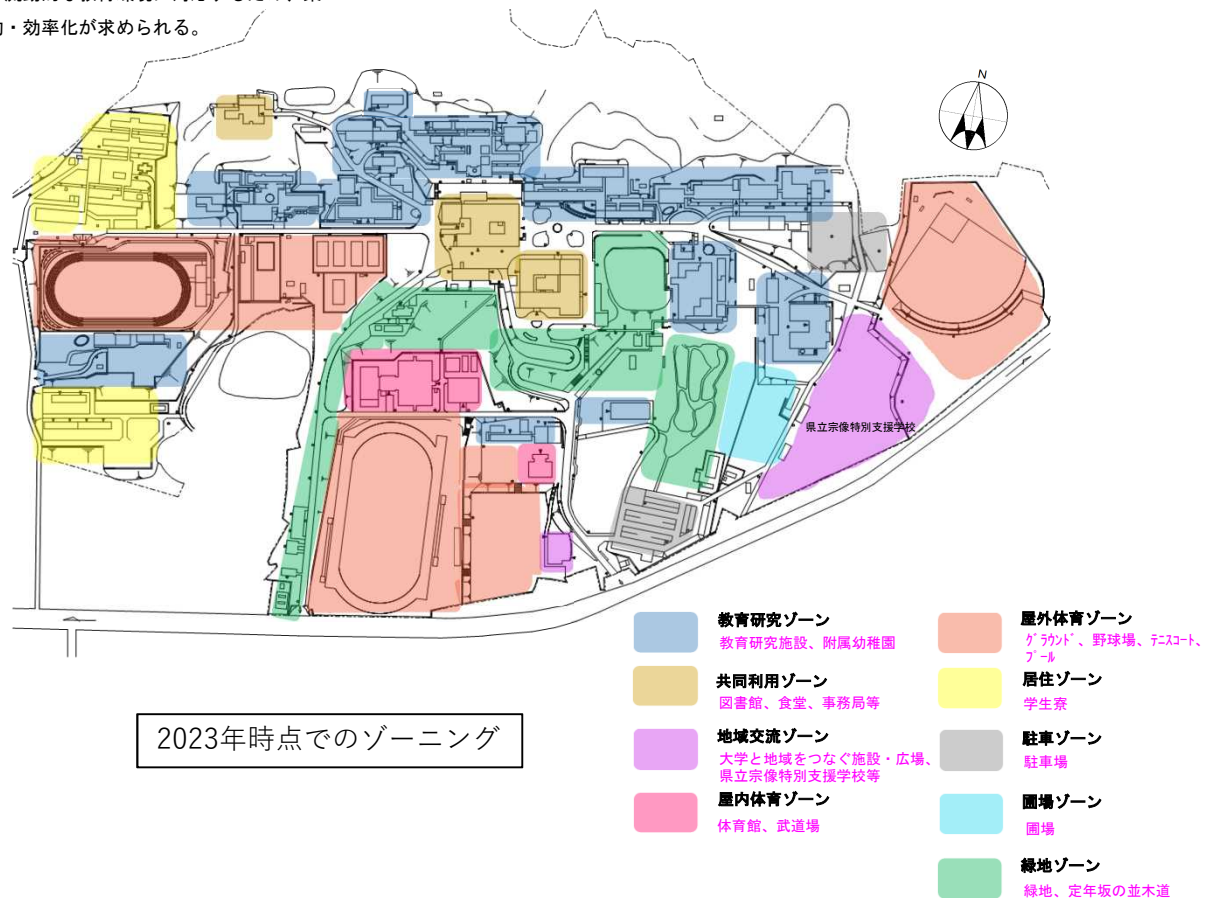 ・効率化が求められる。
N
県立宗像特別支援学校
2023年時点でのゾーニング
教育研究ゾーン
教育研究施設、附属幼稚園
共同利用ゾーン
図書館、食堂、事務局等
地域交流ゾーン
大学と地域をつなぐ施設・広場、
県立宗像特別支援学校等
屋内体育ゾーン
体育館、武道場
屋外体育ゾーン
ｸﾞﾗｳﾝﾄﾞ、野球場、ﾃﾆｽｺｰﾄ、
ﾌﾟｰﾙ
居住ゾーン
学生寮
駐車ゾーン
駐車場
圃場ゾーン
圃場
緑地ゾーン
緑地、定年坂の並木道